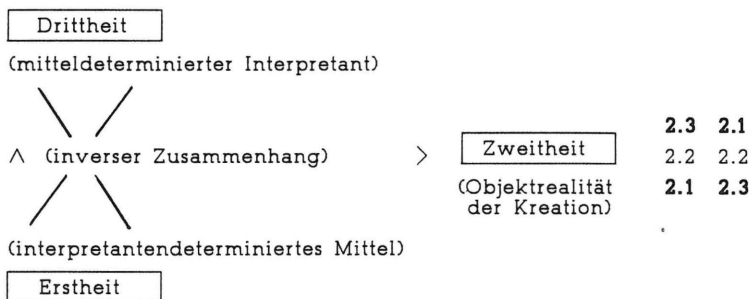 Drittheit
(mitteldeterminierter Interpretant)
2.3 2.1
∧ (inverser Zusammenhang) > Zweitheit 2.2 2.2
(Objektrealität 2.1 2.3
der Kreation)
(interpretantendeterminiertes Mittel)
Erstheit